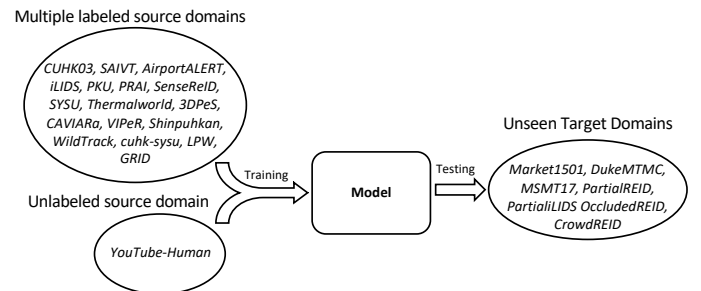 Multiple labeled source domains
CUHK03, SAIVT, AirportALERT,
iLIDS, PKU, PRAI, SenseReID,
SYSU, Thermalworld, 3DPeS,
CAVIARa, VIPeR, Shinpuhkan,
WildTrack, cuhk-sysu, LPW,
GRID
Unlabeled source domain
YouTube-Human
Training
Model
Testing
Unseen Target Domains
Market1501, DukeMTMC,
MSMT17, PartialREID,
PartialiLIDS OccludedREID,
CrowdREID